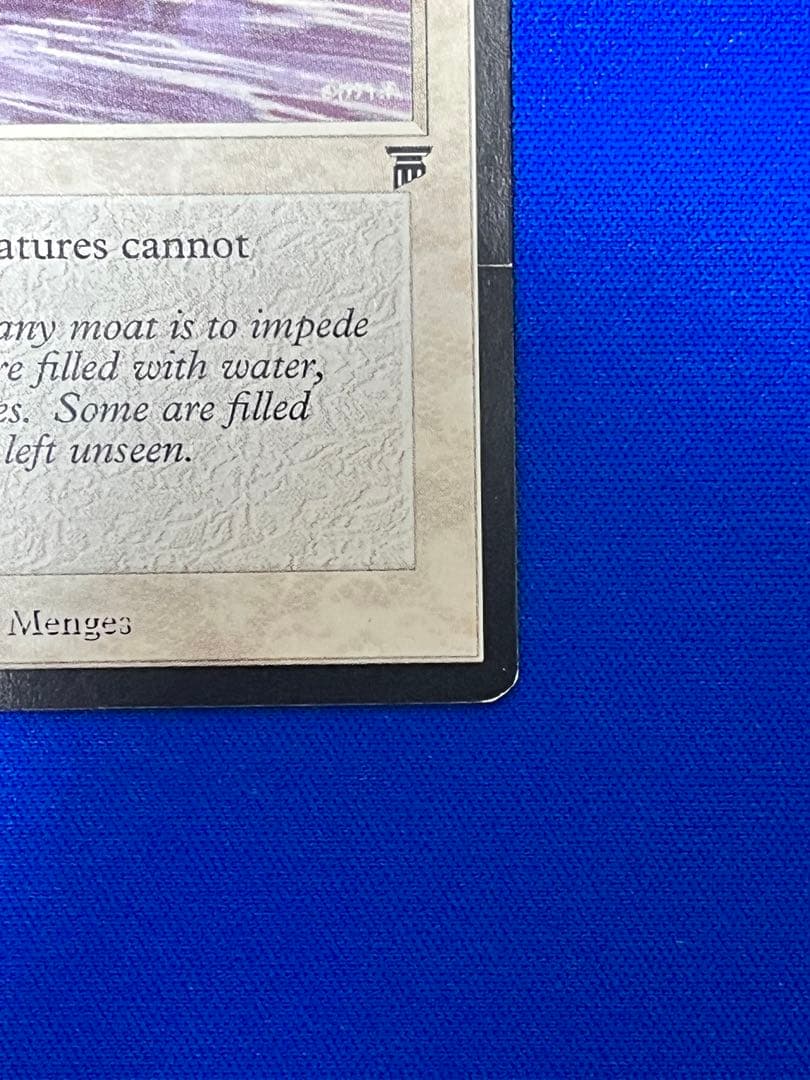 atures cannot
any moat is to impede
re filled with water,
es. Some are filled
left unseen.
Menges